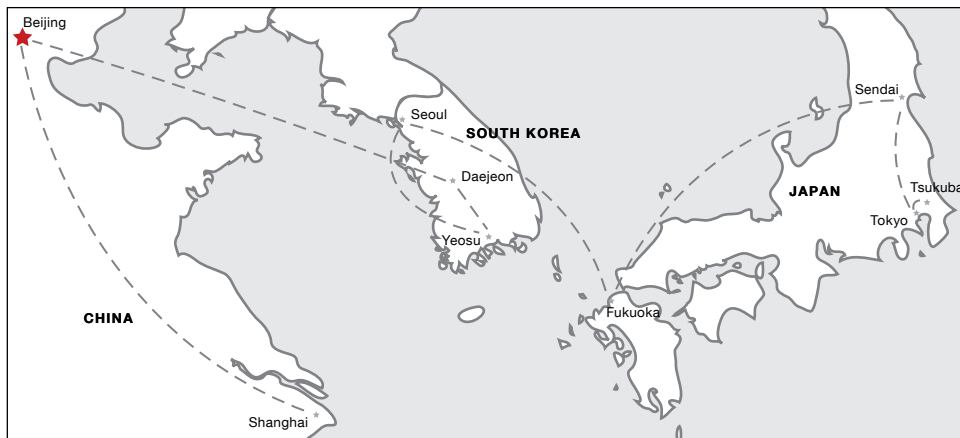 Beijing
Sendai
Seoul
SOUTH KOREA
Daejeon
JAPAN
Tsukuba
Tokyo
Yeosu
Fukuoka
CHINA
Shanghai